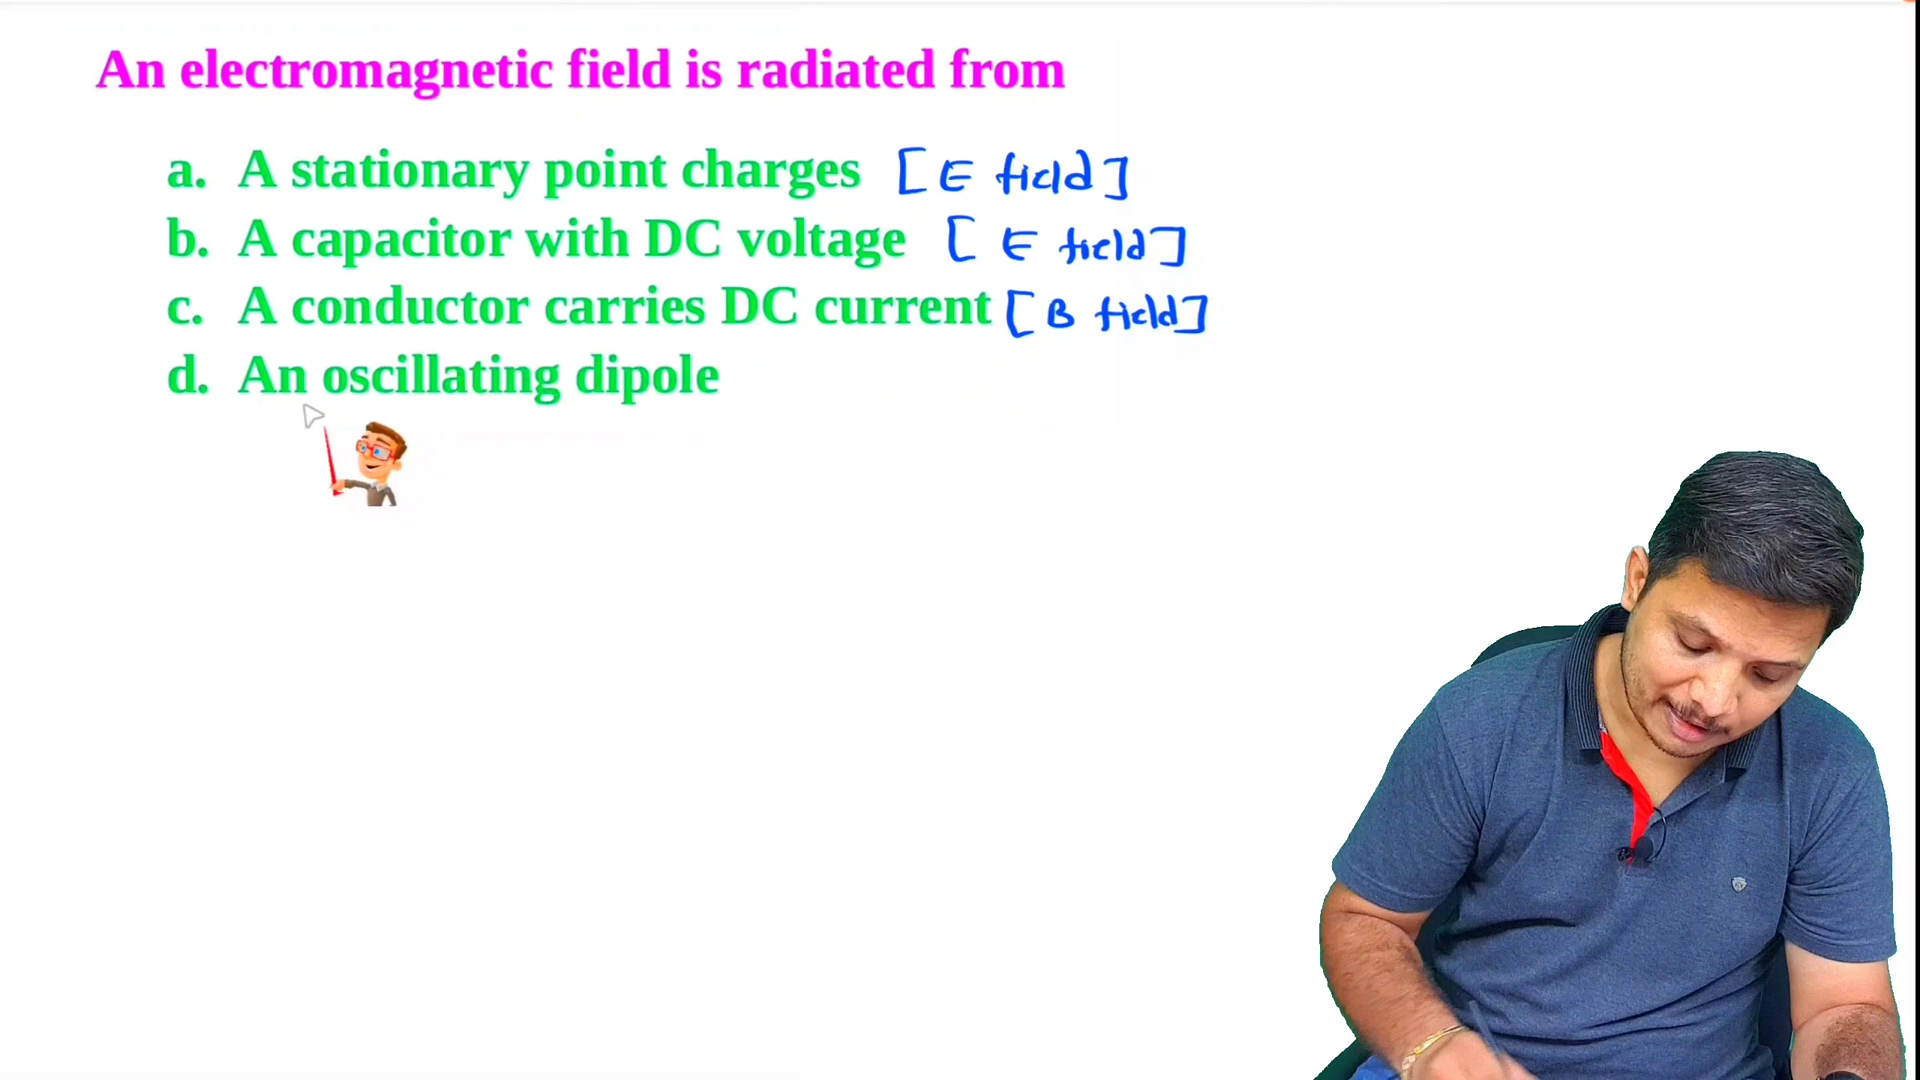 An electromagnetic field is radiated from
a. A stationary point charges [E field]
b. A capacitor with DC voltage [E field]
c. A conductor carries DC current [B field]
d. An oscillating dipole